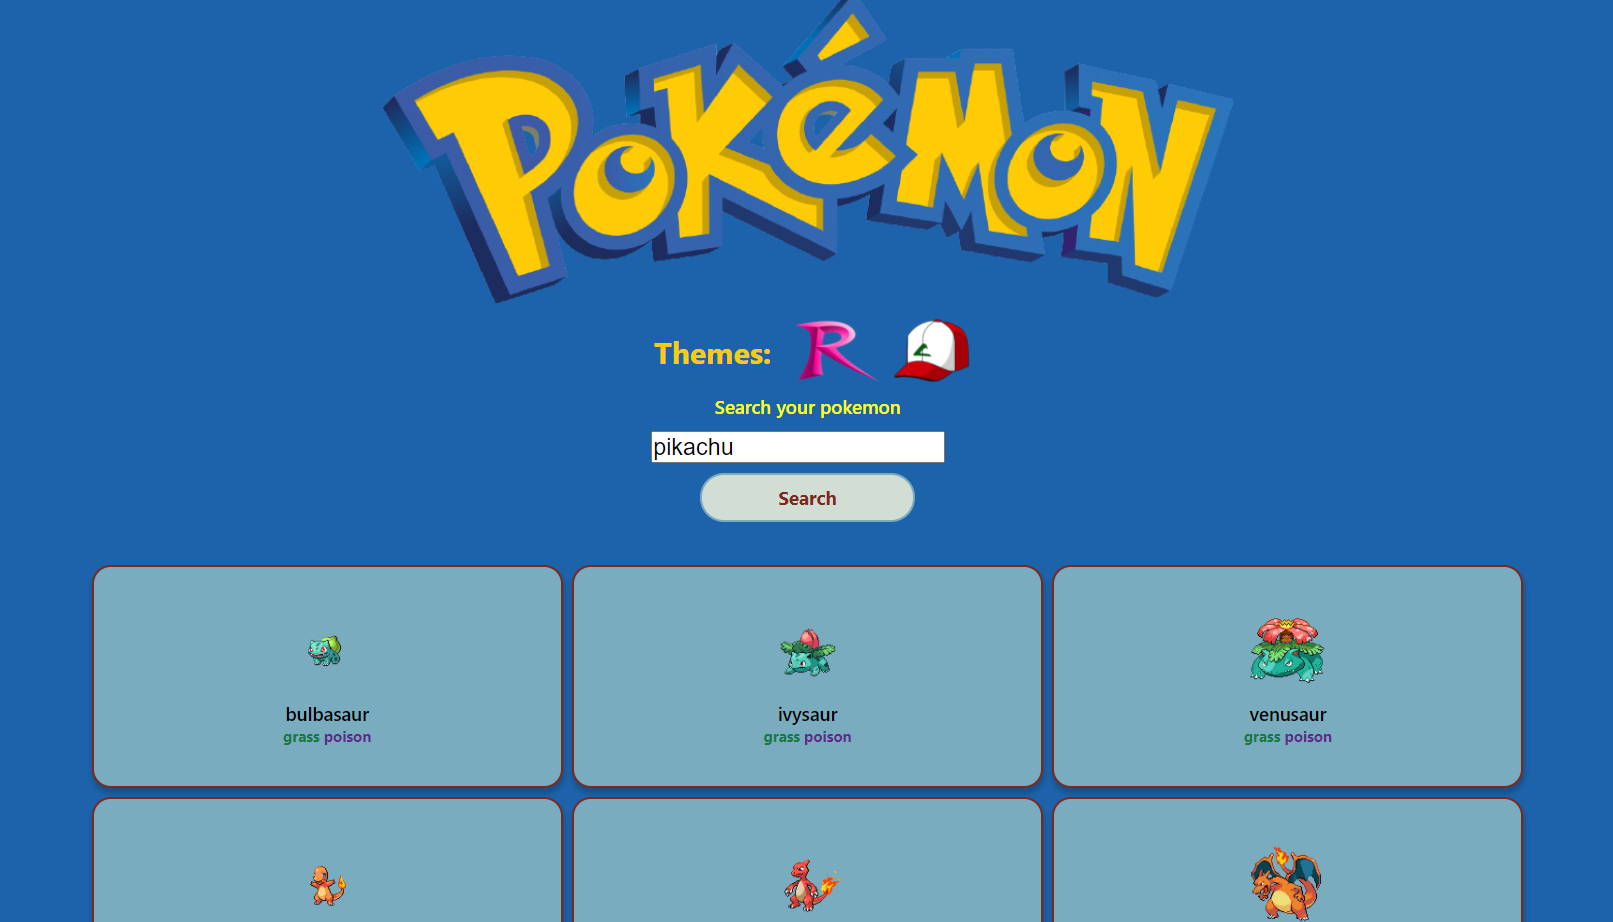 POKéMON
Themes: R
Search your pokemon
pikachu
Search
bulbasaur ivysaur venusaur
grass poison grass poison grass poison